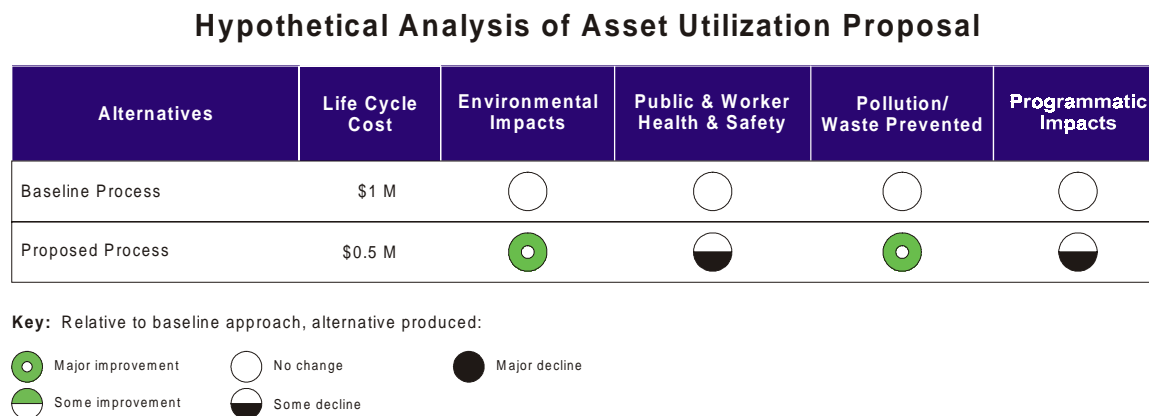 Hypothetical Analysis of Asset Utilization Proposal
Alternatives
Life Cycle
Cost
Environmental
Impacts
Public & Worker
Health & Safety
Pollution/
Waste Prevented
Programmatic
Impacts
Baseline Process $1 M
Proposed Process $0.5 M
Key: Relative to baseline approach, alternative produced:
Major improvement No change Major decline
Some improvement Some decline